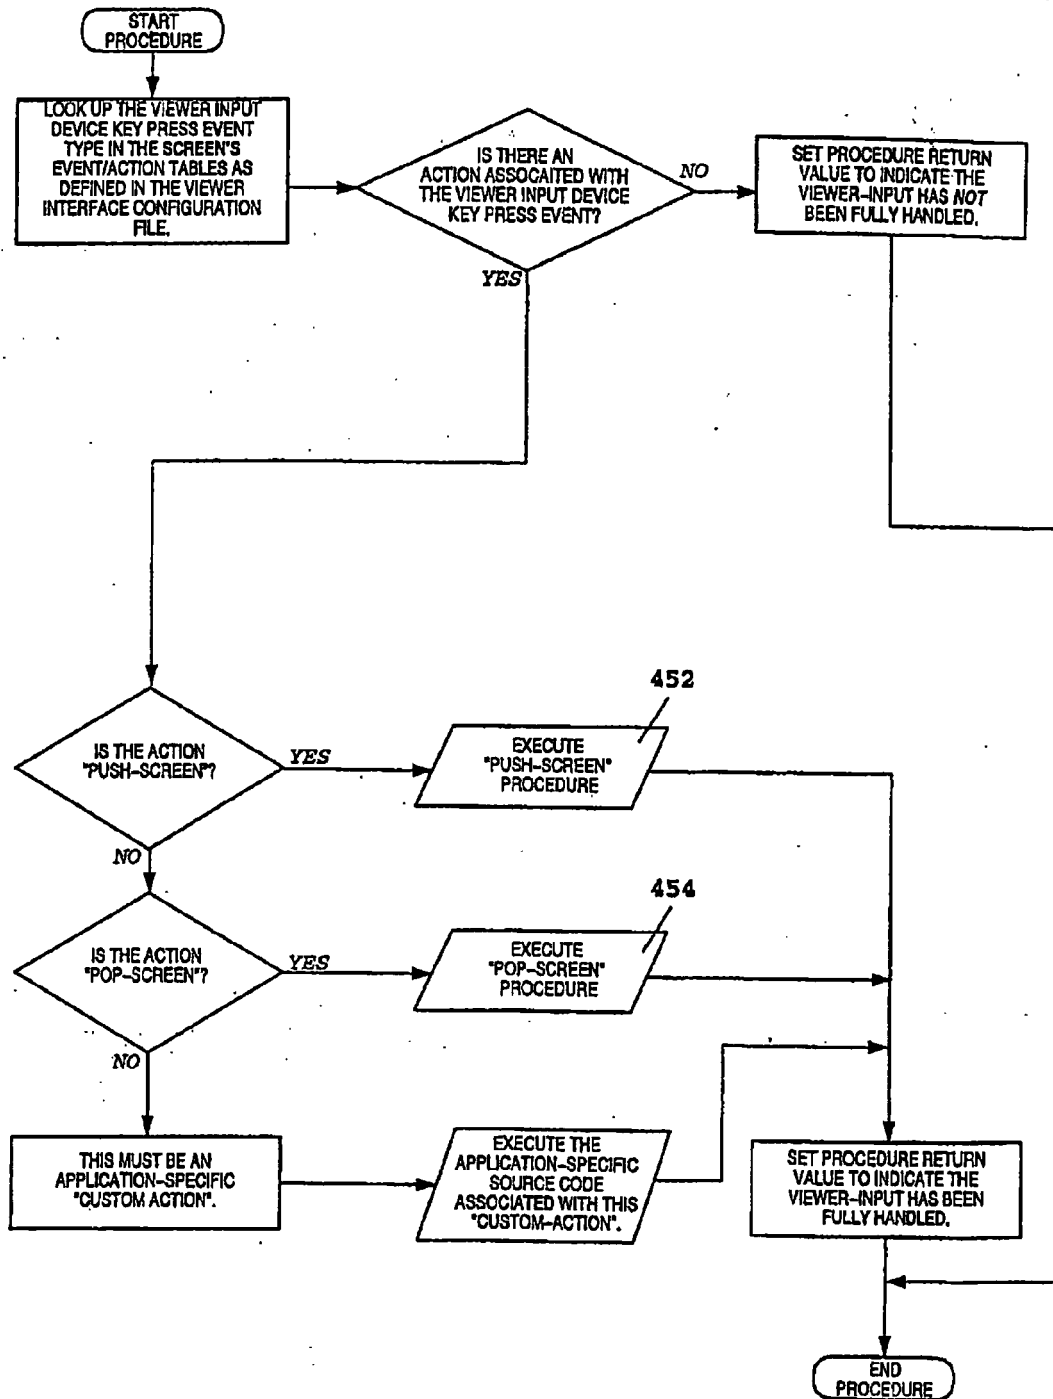 START
PROCEDURE
LOOK UP THE VIEWER INPUT
DEVICE KEY PRESS EVENT
TYPE IN THE SCREEN'S
EVENT/ACTION TABLES AS
DEFINED IN THE VIEWER
INTERFACE CONFIGURATION
FILE.
IS THERE AN
ACTION ASSOCAITED WITH
THE VIEWER INPUT DEVICE
KEY PRESS EVENT?
NO
SET PROCEDURE RETURN
VALUE TO INDICATE THE
VIEWER-INPUT HAS NOT
BEEN FULLY HANDLED.
YES
452
IS THE ACTION
"PUSH-SCREEN"?
YES
EXECUTE
"PUSH-SCREEN"
PROCEDURE
NO
454
IS THE ACTION
"POP-SCREEN"?
YES
EXECUTE
"POP-SCREEN"
PROCEDURE
NO
THIS MUST BE AN
APPLICATION-SPECIFIC
"CUSTOM ACTION".
EXECUTE THE
APPLICATION-SPECIFIC
SOURCE CODE
ASSOCIATED WITH THIS
"CUSTOM-ACTION".
SET PROCEDURE RETURN
VALUE TO INDICATE THE
VIEWER-INPUT HAS BEEN
FULLY HANDLED.
END
PROCEDURE